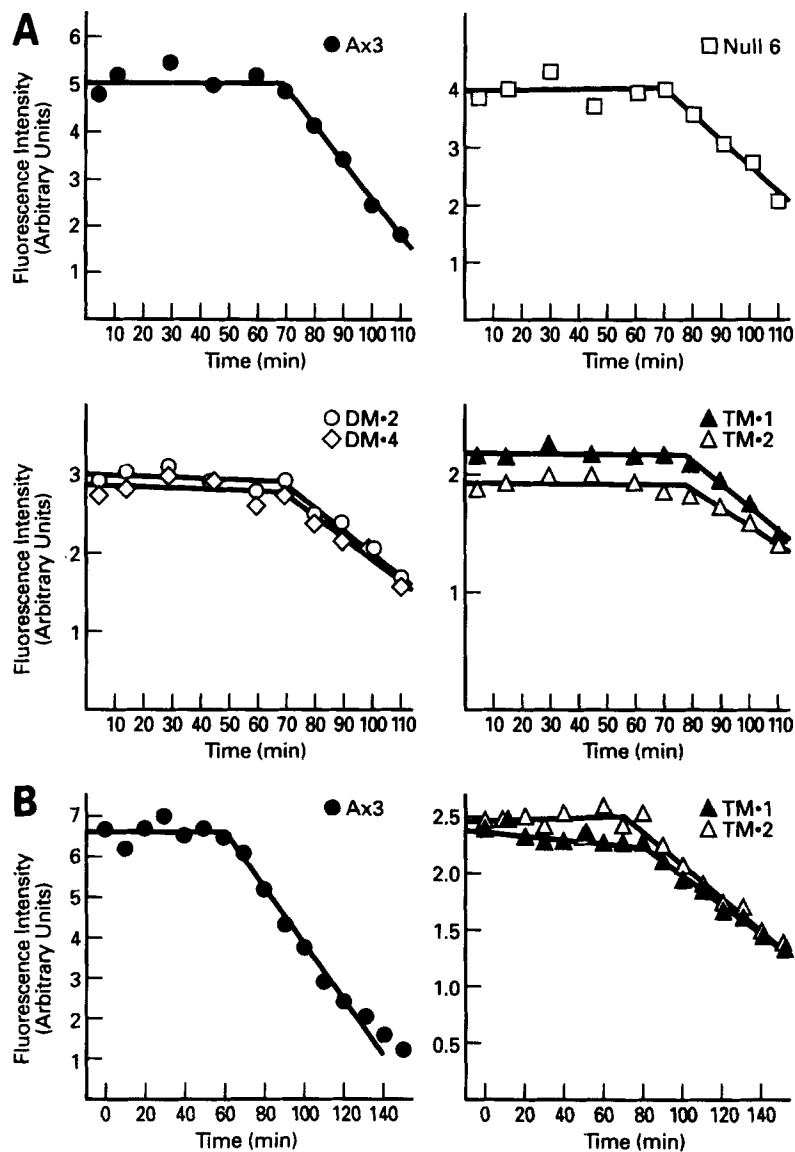 A
Fluorescence Intensity
(Arbitrary Units)
6
5
4
3
2
1
Ax3
10 20 30 40 50 60 70 80 90 100 110
Time (min)
4
3
2
1
Null 6
10 20 30 40 50 60 70 80 90 100 110
Time (min)
Fluorescence Intensity
(Arbitrary Units)
3
2
1
DM•2
DM•4
10 20 30 40 50 60 70 80 90 100 110
Time (min)
2
1
TM•1
TM•2
10 20 30 40 50 60 70 80 90 100 110
Time (min)
B
Fluorescence Intensity
(Arbitrary Units)
7
6
5
4
3
2
1
Ax3
0 20 40 60 80 100 120 140
Time (min)
2.5
2.0
1.5
1.0
0.5
TM•1
TM•2
0 20 40 60 80 100 120 140
Time (min)